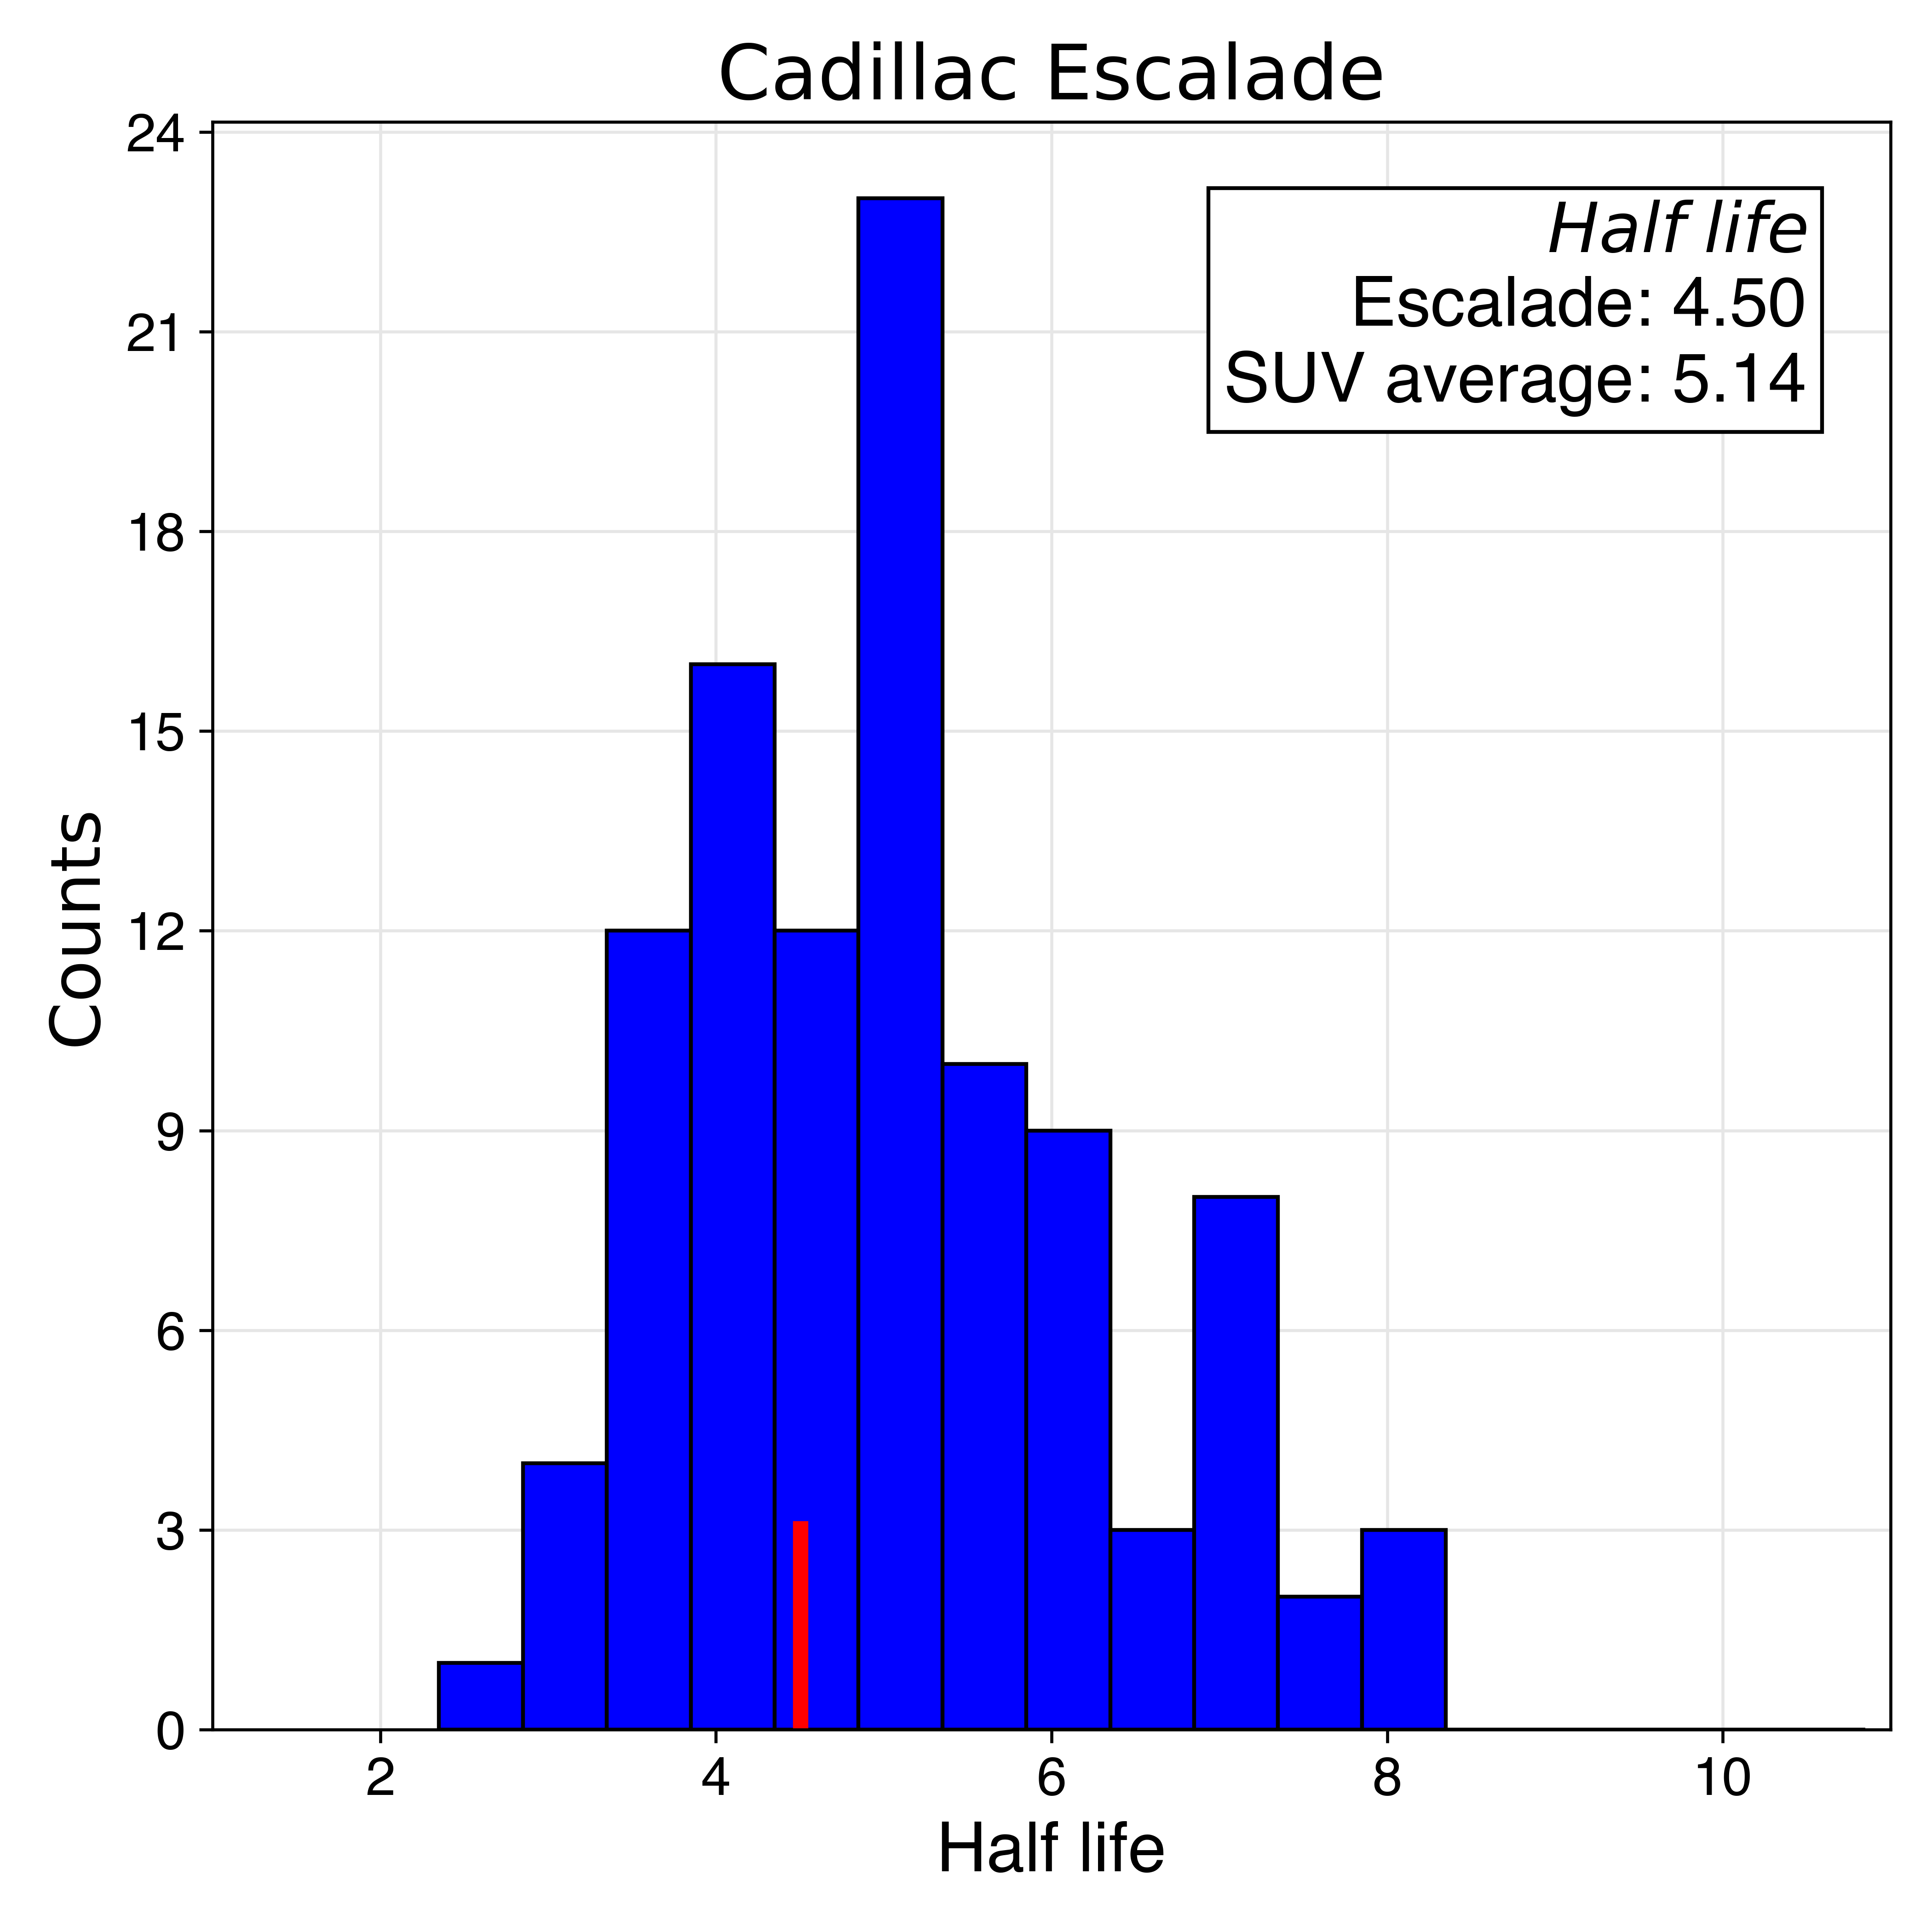 Cadillac Escalade
24
21
18
15
12
9
6
3
0
Counts
Half life
Escalade: 4.50
SUV average: 5.14
2 4 6 8 10
Half life